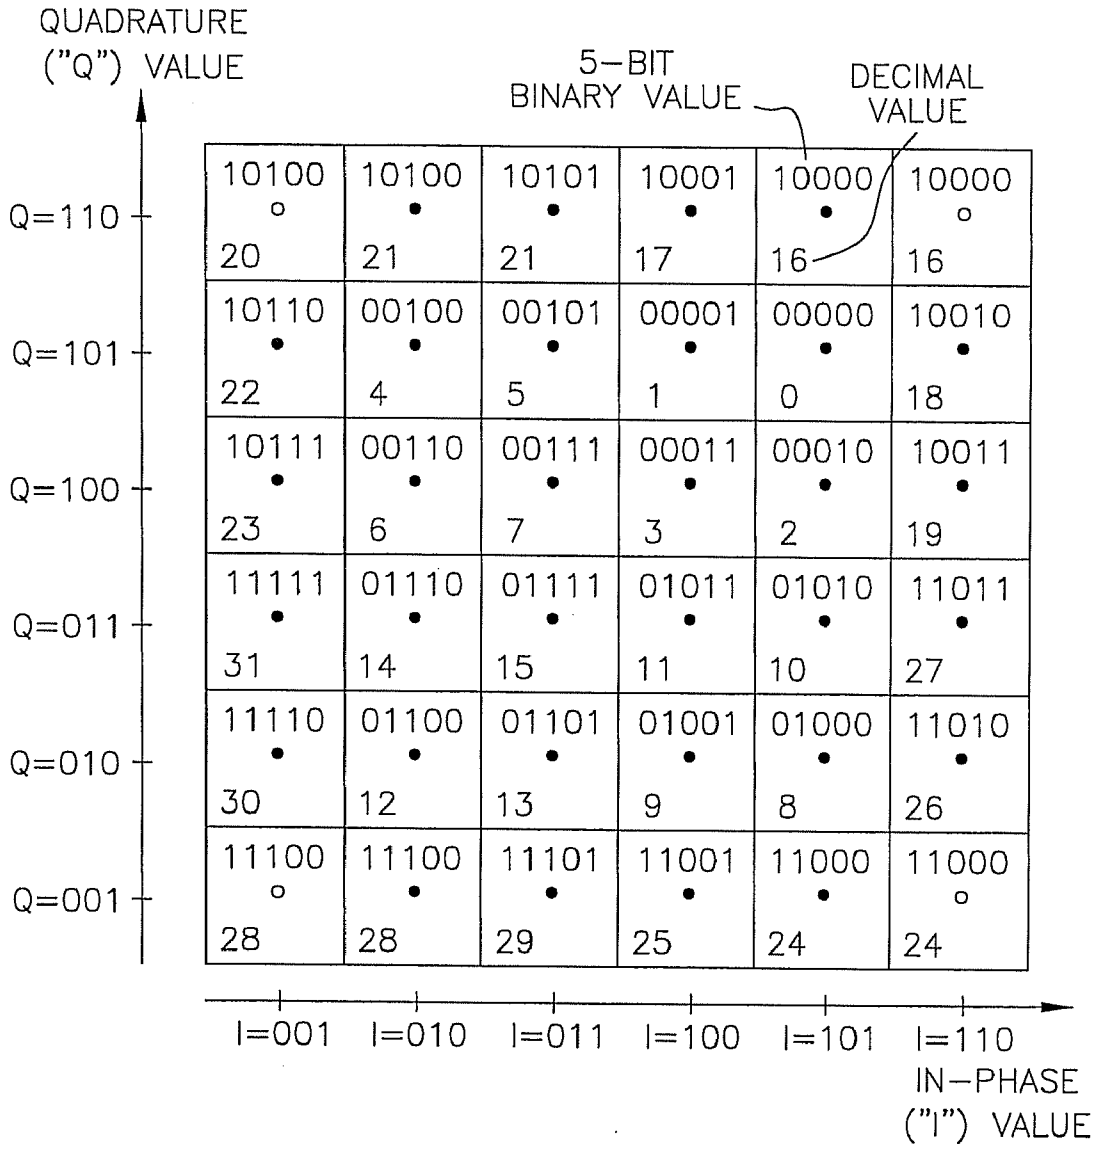 QUADRATURE
("Q") VALUE
5-BIT
BINARY VALUE
DECIMAL
VALUE
Q=110
10100 10100 10101 10001 10000 10000
20 21 21 17 16 16
Q=101
10110 00100 00101 00001 00000 10010
22 4 5 1 0 18
Q=100
10111 00110 00111 00011 00010 10011
23 6 7 3 2 19
Q=011
11111 01110 01111 01011 01010 11011
31 14 15 11 10 27
Q=010
11110 01100 01101 01001 01000 11010
30 12 13 9 8 26
Q=001
11100 11100 11101 11001 11000 11000
28 28 29 25 24 24
I=001 I=010 I=011 I=100 I=101 I=110
IN-PHASE
("I") VALUE